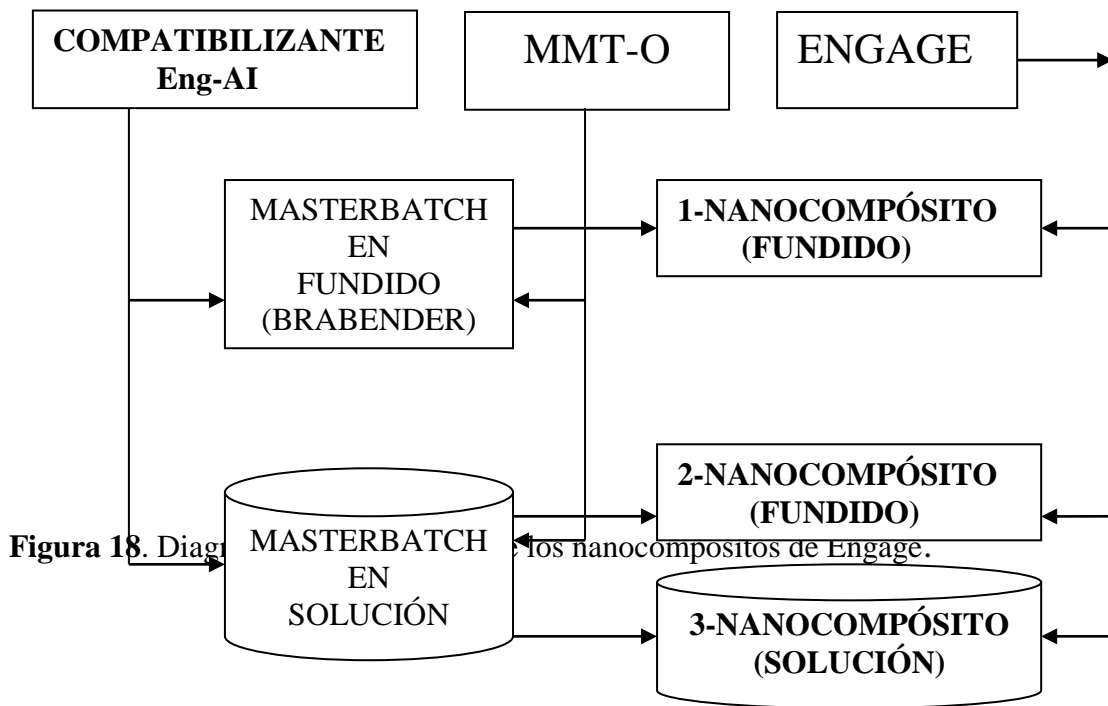 COMPATIBILIZANTE
Eng-AI
MMT-O
ENGAGE
MASTERBATCH
EN
FUNDIDO
(BRABENDER)
1-NANOCOMPÓSITO
(FUNDIDO)
2-NANOCOMPÓSITO
(FUNDIDO)
Figura 18. Diagr
los nanocompositos de Engage.
MASTERBATCH
EN
SOLUCIÓN
3-NANOCOMPÓSITO
(SOLUCIÓN)